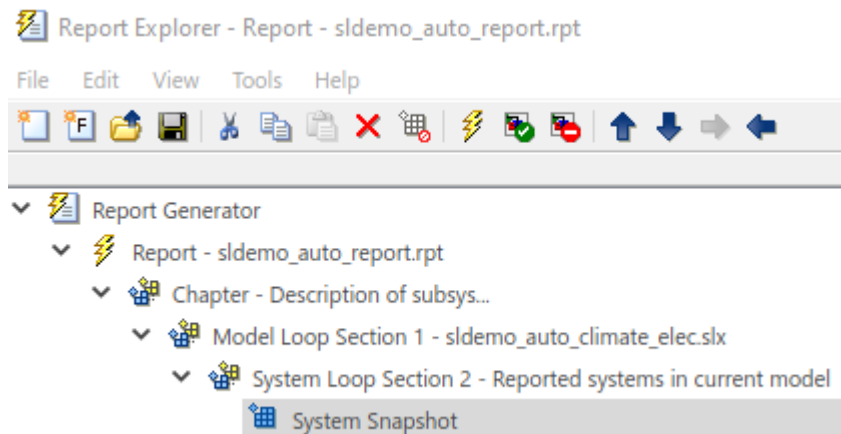 Report Explorer - Report - sldemo_auto_report.rpt
File Edit View Tools Help
F
Report Generator
Report - sldemo_auto_report.rpt
Chapter - Description of subsys...
Model Loop Section 1 - sldemo_auto_climate_elec.slx
System Loop Section 2 - Reported systems in current model
System Snapshot